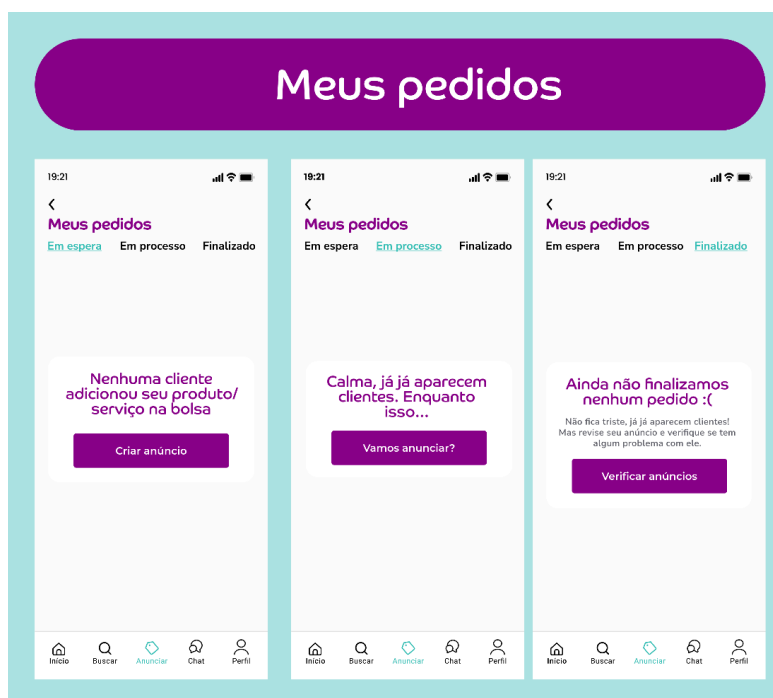 Meus pedidos
19:21
Meus pedidos
Em espera Em processo Finalizado
Nenhuma cliente
adicionou seu produto/
serviço na bolsa
Criar anúncio
Início Buscar Anunciar Chat Perfil
19:21
Meus pedidos
Em espera Em processo Finalizado
Calma, já já aparecem
clientes. Enquanto
isso...
Vamos anunciar?
Início Buscar Anunciar Chat Perfil
19:21
Meus pedidos
Em espera Em processo Finalizado
Ainda não finalizamos
nenhum pedido :(
Não fica triste, já já aparecem clientes!
Mas revise seu anúncio e verifique se tem
algum problema com ele.
Verificar anúncios
Início Buscar Anunciar Chat Perfil